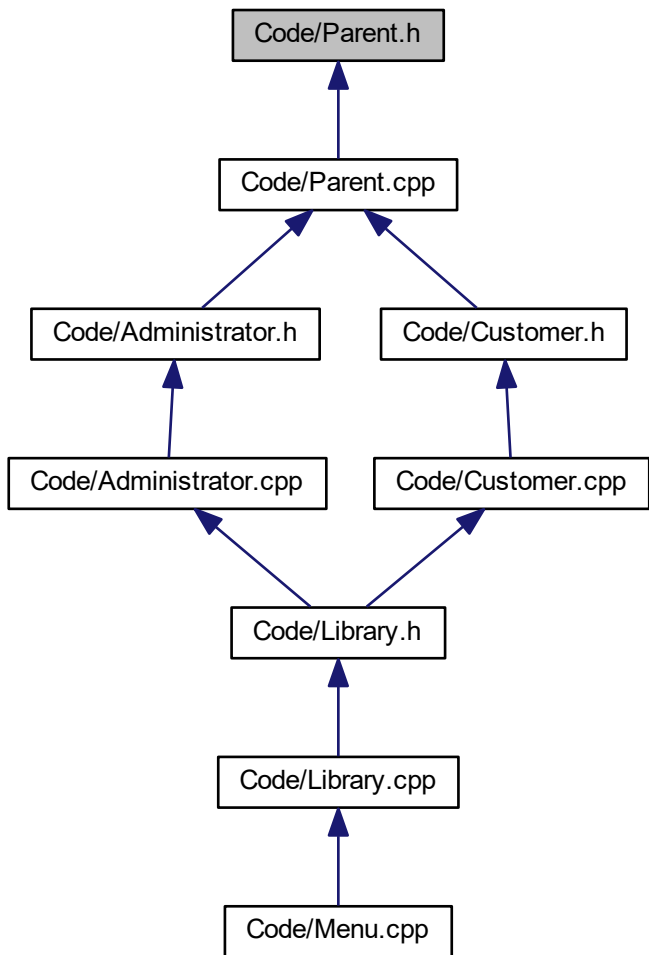 Code/Parent.h
Code/Parent.cpp
Code/Administrator.h
Code/Customer.h
Code/Administrator.cpp
Code/Customer.cpp
Code/Library.h
Code/Library.cpp
Code/Menu.cpp